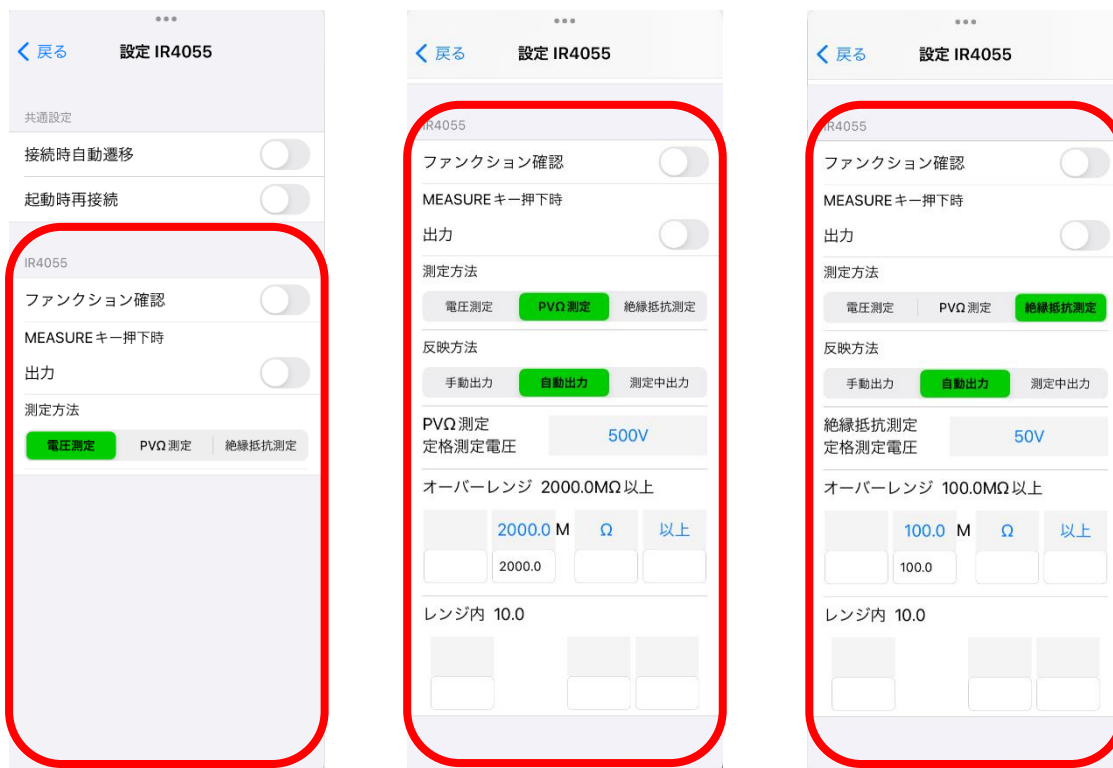 戻る 設定 IR4055
共通設定
接続時自動遷移
起動時再接続
IR4055
ファンクション確認
MEASUREキー押下時
出力
測定方法
電圧測定 PVΩ測定 絶縁抵抗測定
戻る 設定 IR4055
IR4055
ファンクション確認
MEASUREキー押下時
出力
測定方法
電圧測定 PVΩ測定 絶縁抵抗測定
反映方法
手動出力 自動出力 測定中出力
PVΩ測定
定格測定電圧 500V
オーバーレンジ 2000.0MΩ以上
2000.0 M Ω 以上
2000.0
レンジ内 10.0
戻る 設定 IR4055
IR4055
ファンクション確認
MEASUREキー押下時
出力
測定方法
電圧測定 PVΩ測定 絶縁抵抗測定
反映方法
手動出力 自動出力 測定中出力
絶縁抵抗測定
定格測定電圧 50V
オーバーレンジ 100.0MΩ以上
100.0 M Ω 以上
100.0
レンジ内 10.0